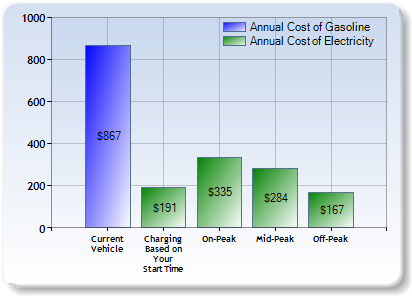 1000
Annual Cost of Gasoline
Annual Cost of Electricity
800
600
400
200
0
$867
$191
$335
$284
$167
Current
Vehicle
Charging
Based on
Your
Start Time
On-Peak
Mid-Peak
Off-Peak